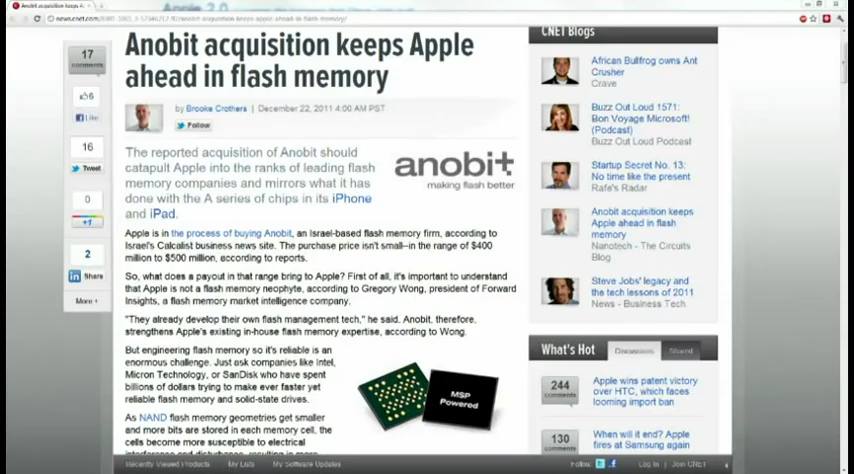 Anobit acquisition keeps Apple
ahead in flash memory
17
comments
6
Like
16
Tweet
0
+1
2
Share
More +
by Brooke Crothers | December 22, 2011 4:00 AM PST
Follow
The reported acquisition of Anobit should
catapult Apple into the ranks of leading flash
memory companies and mirrors what it has
done with the A series of chips in its iPhone
and iPad.
anobit
making flash better
Apple is in the process of buying Anobit, an Israel-based flash memory firm, according to
Israel's Calcalist business news site. The purchase price isn't small--in the range of $400
million to $500 million, according to reports.
So, what does a payout in that range bring to Apple? First of all, it's important to understand
that Apple is not a flash memory neophyte, according to Gregory Wong, president of Forward
Insights, a flash memory market intelligence company.
"They already develop their own flash management tech," he said. Anobit, therefore,
strengthens Apple's existing in-house flash memory expertise, according to Wong.
But engineering flash memory so it's reliable is an
enormous challenge. Just ask companies like Intel,
Micron Technology, or SanDisk who have spent
billions of dollars trying to make ever faster yet
reliable flash memory and solid-state drives.
As NAND flash memory geometries get smaller
and more bits are stored in each memory cell, the
cells become more susceptible to electrical
MSP
Powered
CNET Blogs
African Bullfrog owns Ant
Crusher
Crave
Buzz Out Loud 1571:
Bon Voyage Microsoft!
(Podcast)
Buzz Out Loud Podcast
Startup Secret No. 13:
No time like the present
Rafe's Radar
Anobit acquisition keeps
Apple ahead in flash
memory
Nanotech - The Circuits
Blog
Steve Jobs' legacy and
the tech lessons of 2011
News - Business Tech
What's Hot
Discussions
Shared
244
comments
Apple wins patent victory
over HTC, which faces
looming import ban
130
comments
When will it end? Apple
fires at Samsung again
Recently Viewed Products
My Lists
My Software Updates
Follow
Log In | Join CNET